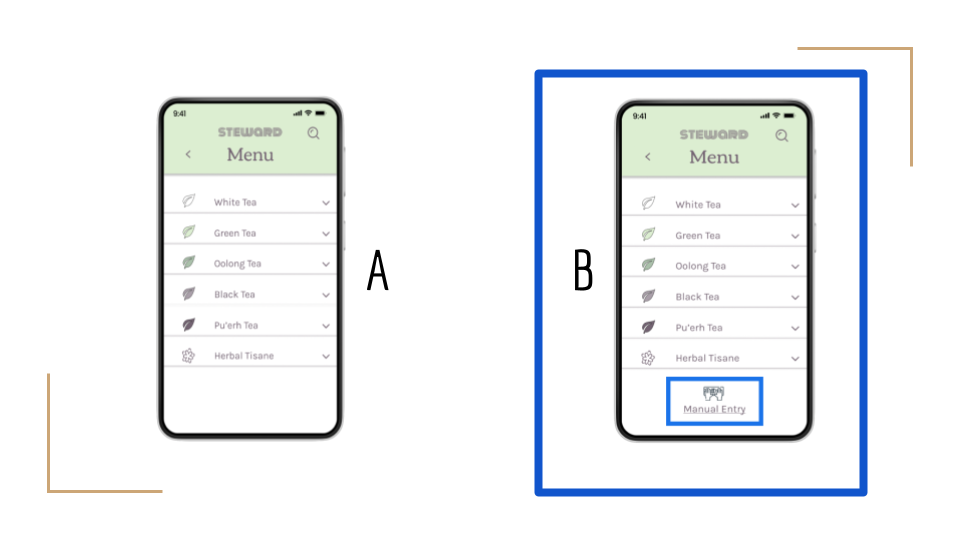 9:41
STEWARD
Menu
White Tea
Green Tea
Oolong Tea
Black Tea
Pu'erh Tea
Herbal Tisane
A
B
9:41
STEWARD
Menu
White Tea
Green Tea
Oolong Tea
Black Tea
Pu'erh Tea
Herbal Tisane
Manual Entry